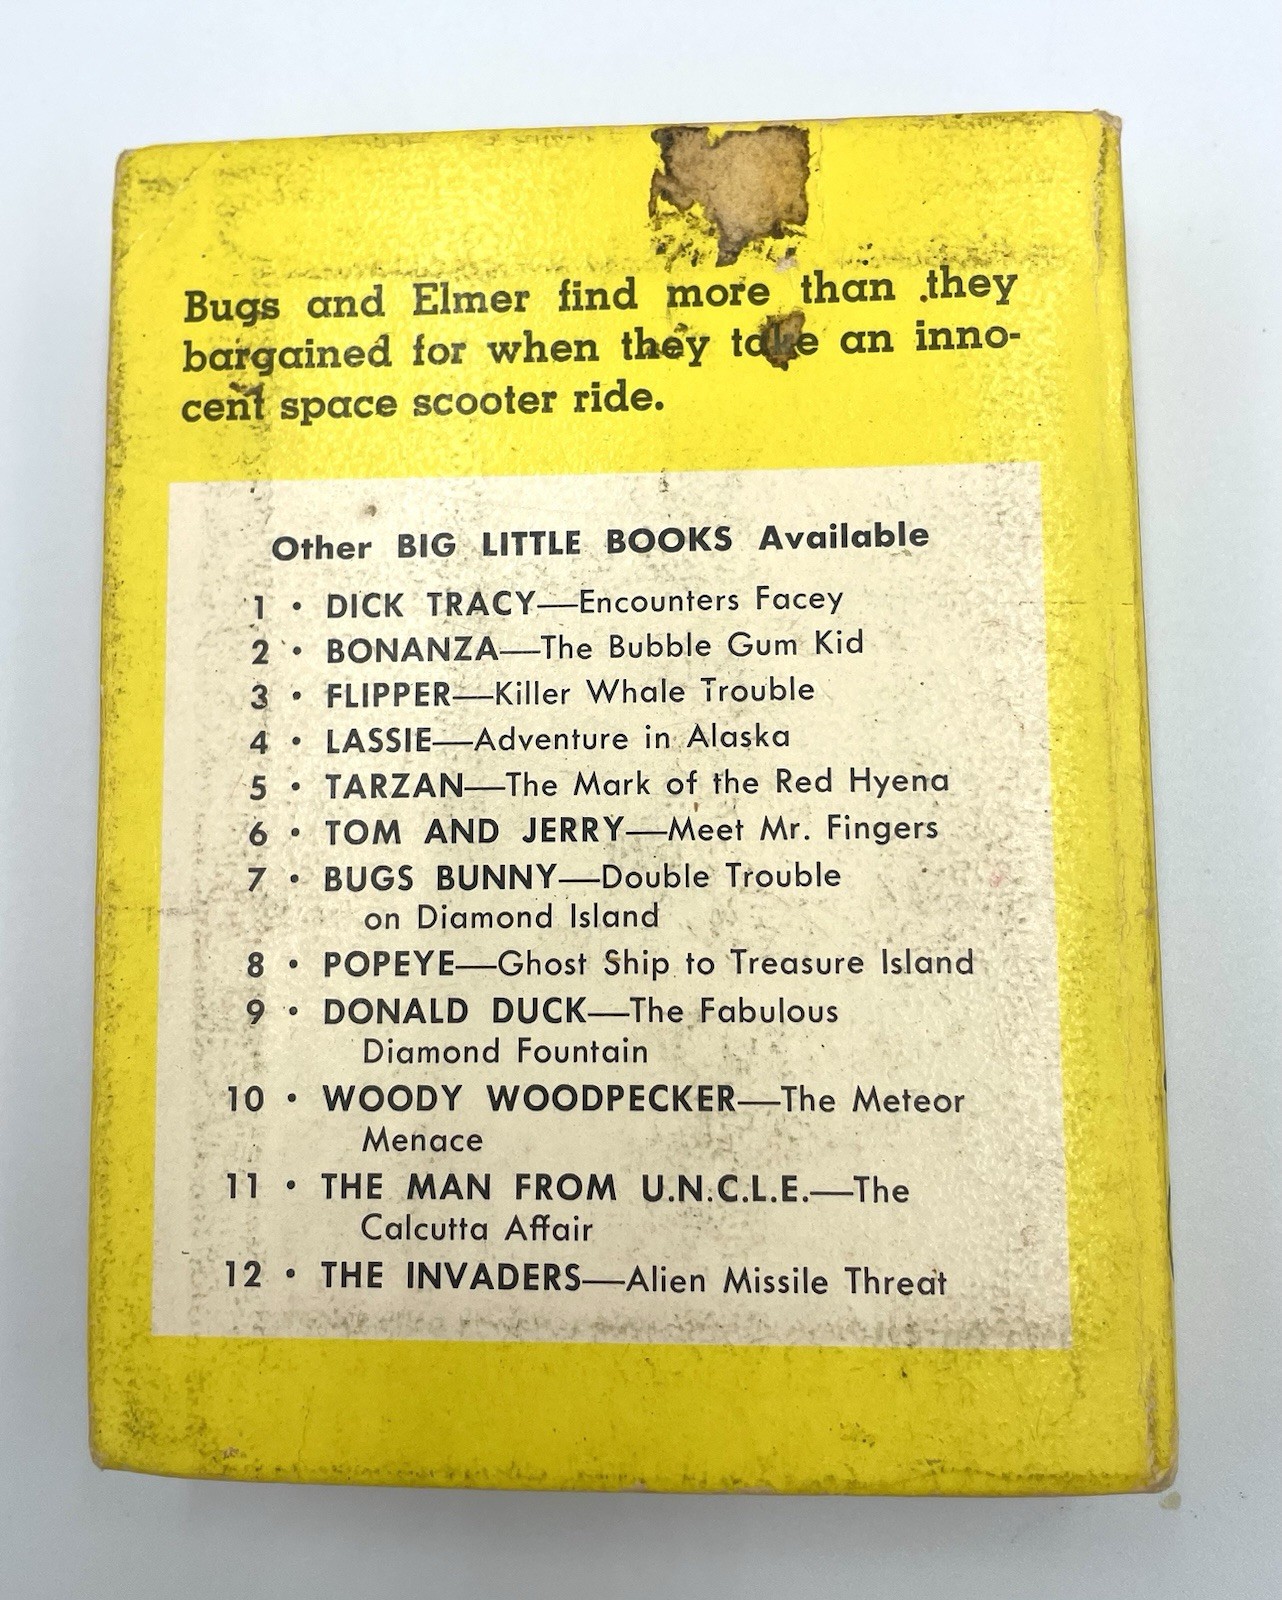 Bugs and Elmer find more than they
bargained for when they take an inno-
cent space scooter ride.
Other BIG LITTLE BOOKS Available
1 • DICK TRACY—Encounters Facey
2 • BONANZA—The Bubble Gum Kid
3 • FLIPPER—Killer Whale Trouble
4 • LASSIE—Adventure in Alaska
5 • TARZAN—The Mark of the Red Hyena
6 • TOM AND JERRY—Meet Mr. Fingers
7 • BUGS BUNNY—Double Trouble
on Diamond Island
8 • POPEYE—Ghost Ship to Treasure Island
9 • DONALD DUCK—The Fabulous
Diamond Fountain
10 • WOODY WOODPECKER—The Meteor
Menace
11 • THE MAN FROM U.N.C.L.E.—The
Calcutta Affair
12 • THE INVADERS—Alien Missile Threat